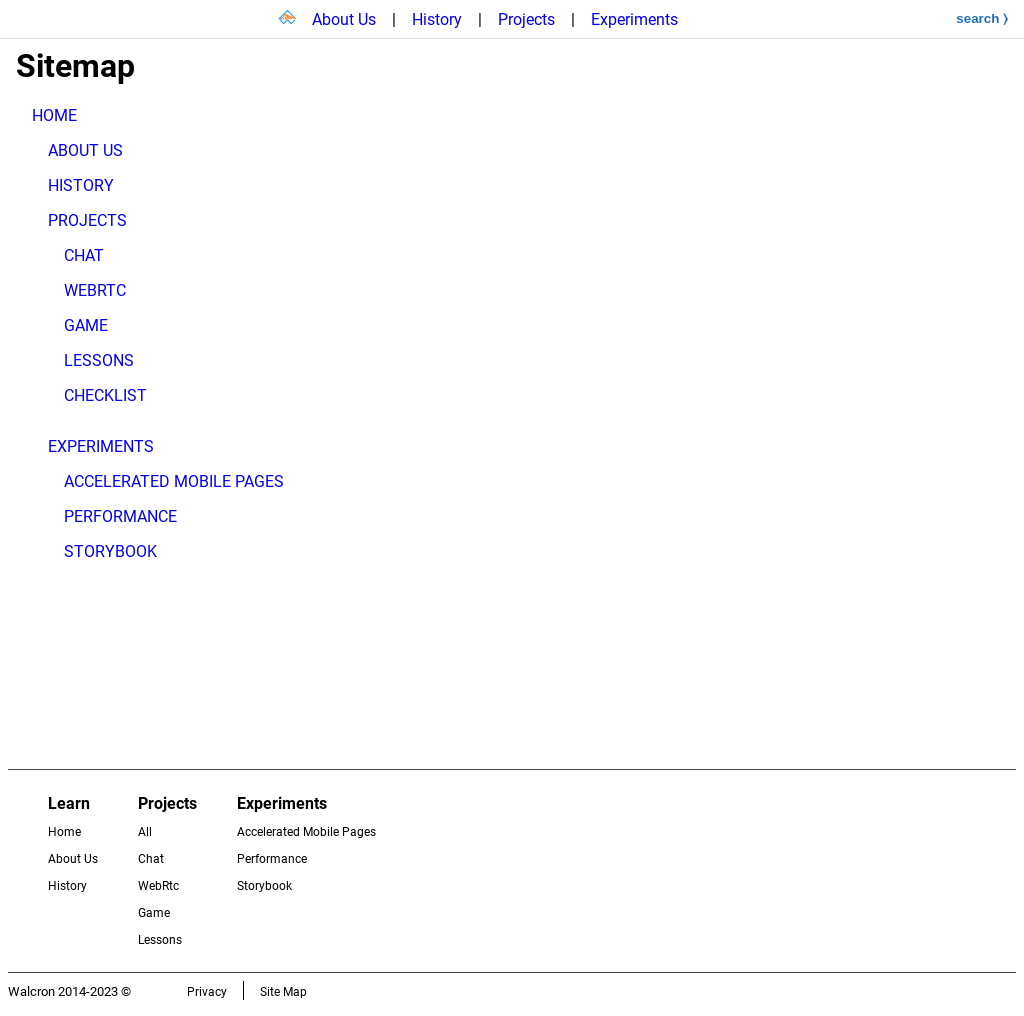 About Us | History | Projects | Experiments search ❭
Sitemap
HOME
ABOUT US
HISTORY
PROJECTS
CHAT
WEBRTC
GAME
LESSONS
CHECKLIST
EXPERIMENTS
ACCELERATED MOBILE PAGES
PERFORMANCE
STORYBOOK
Learn Projects Experiments
Home All Accelerated Mobile Pages
About Us Chat Performance
History WebRtc Storybook
Game
Lessons
Walcron 2014-2023 © Privacy Site Map